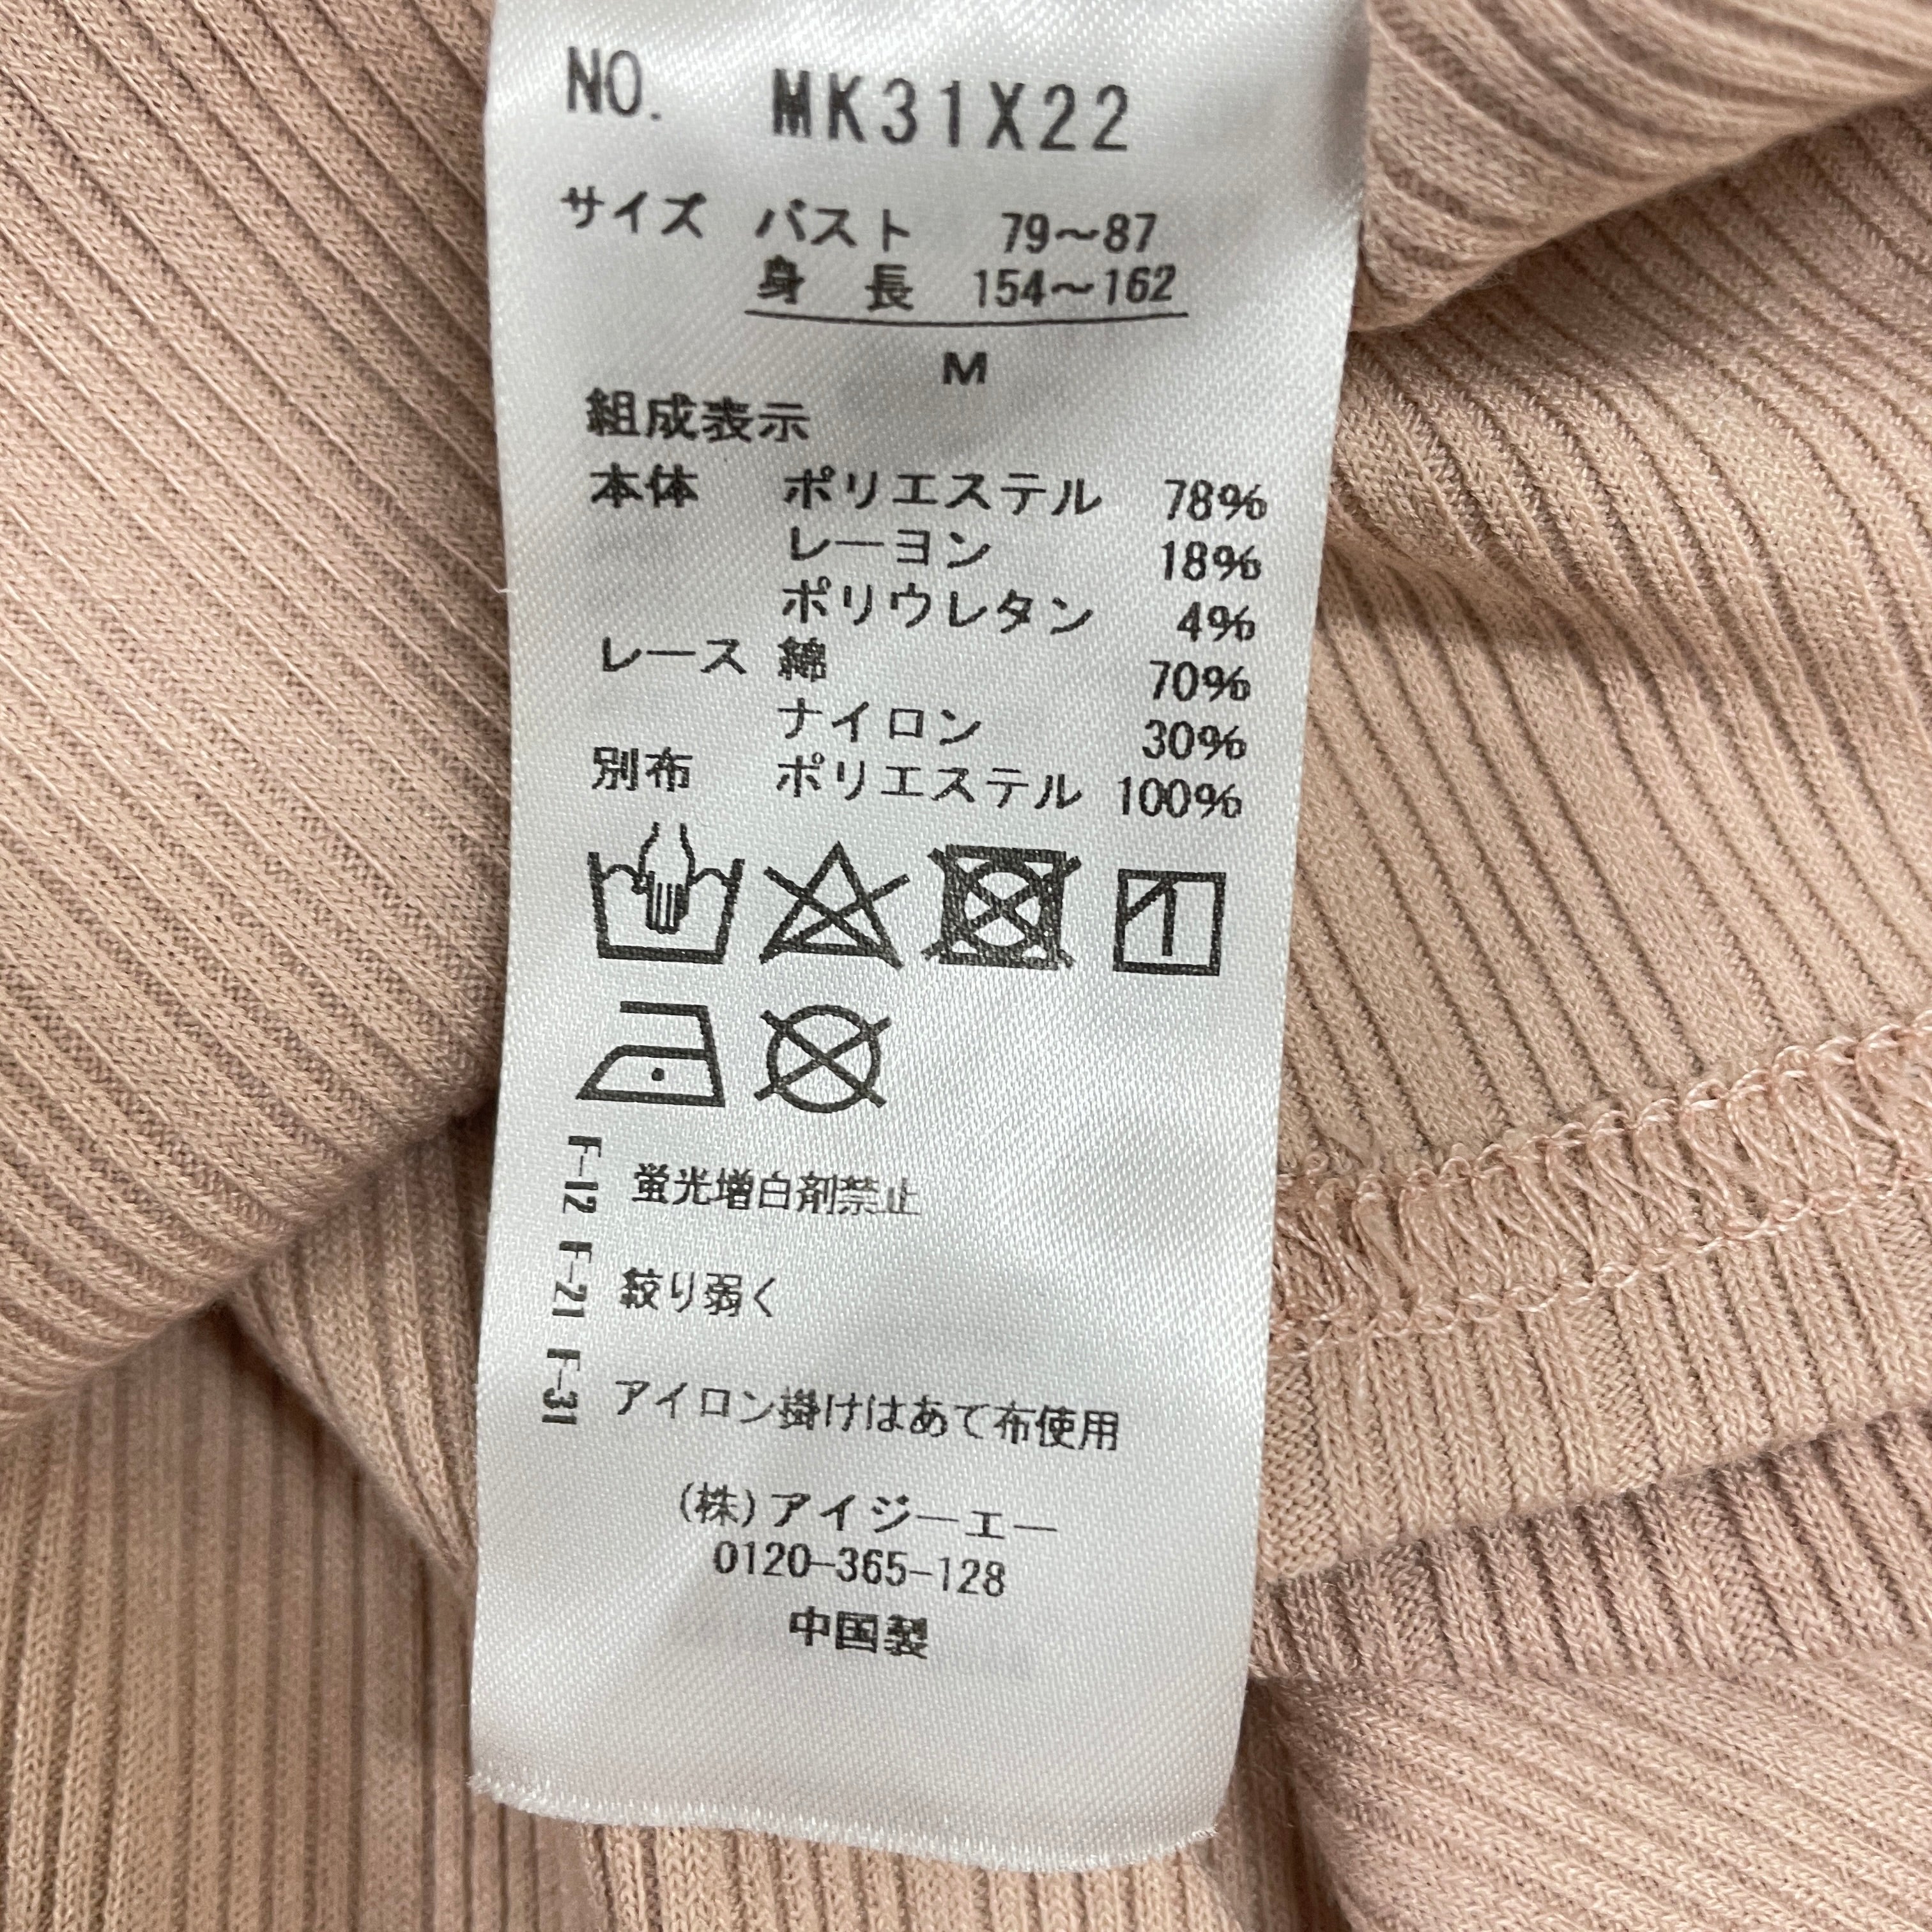 NO. MK31X22
サイズ バスト 79～87
身 長 154～162
M
組成表示
本体 ポリエステル 78%
レーヨン 18%
ポリウレタン 4%
レース 綿 70%
ナイロン 30%
別布 ポリエステル 100%
F-12 蛍光増白剤禁止
F-21 絞り弱く
F-31 アイロン掛けはあて布使用
(株)アイジーエー
0120-365-128
中国製